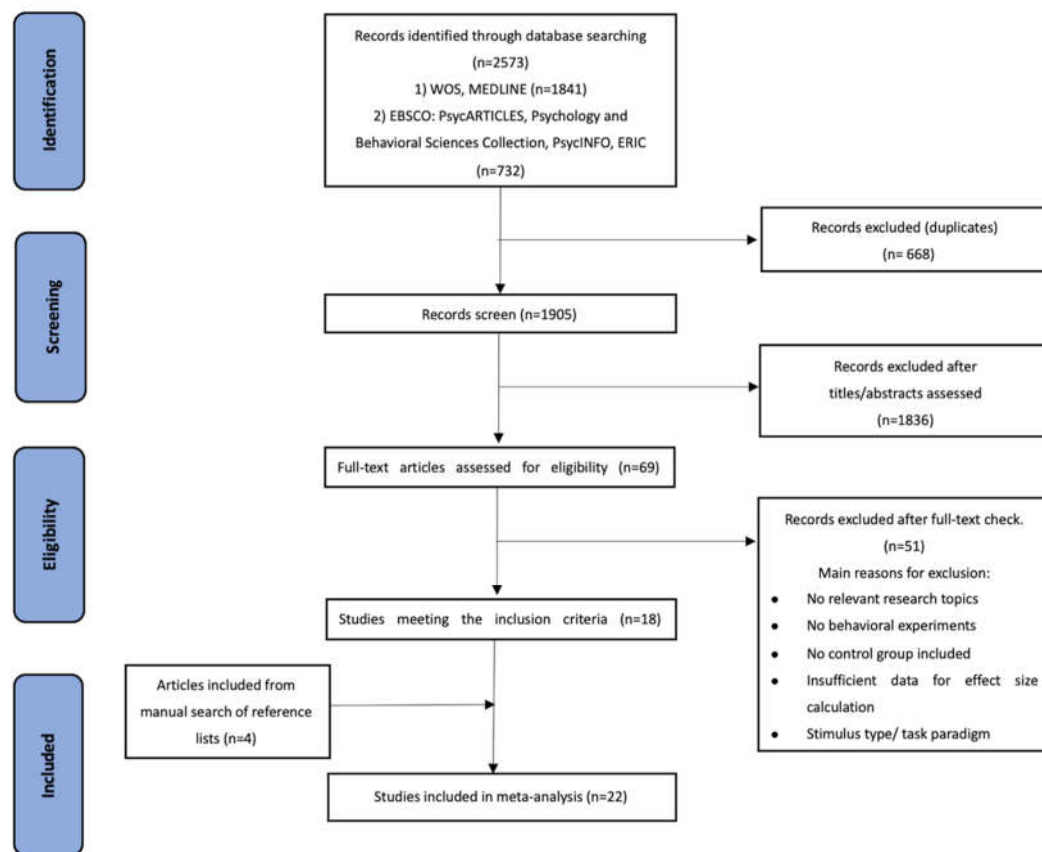 Identification
Records identified through database searching
(n=2573)
1) WOS, MEDLINE (n=1841)
2) EBSCO: PsycARTICLES, Psychology and
Behavioral Sciences Collection, PsycINFO, ERIC
(n=732)
Records excluded (duplicates)
(n= 668)
Screening
Records screen (n=1905)
Records excluded after
titles/abstracts assessed
(n=1836)
Eligibility
Full-text articles assessed for eligibility (n=69)
Records excluded after full-text check.
(n=51)
Main reasons for exclusion:
● No relevant research topics
● No behavioral experiments
● No control group included
● Insufficient data for effect size
calculation
● Stimulus type/ task paradigm
Studies meeting the inclusion criteria (n=18)
Included
Articles included from
manual search of reference
lists (n=4)
Studies included in meta-analysis (n=22)